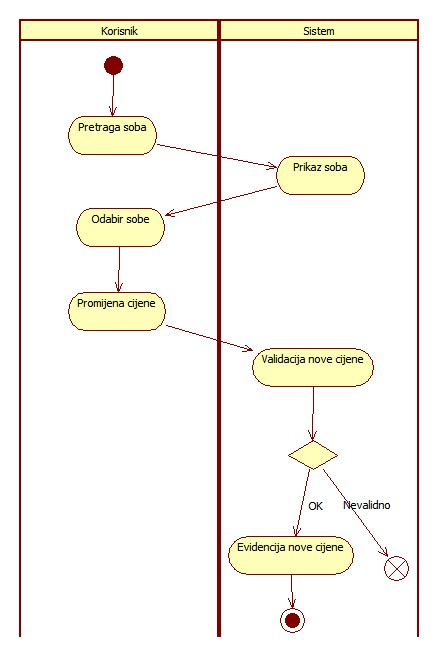 Korisnik
Sistem
Pretraga soba
Prikaz soba
Odabir sobe
Promijena cijene
Validacija nove cijene
OK
Nevalidno
Evidencija nove cijene